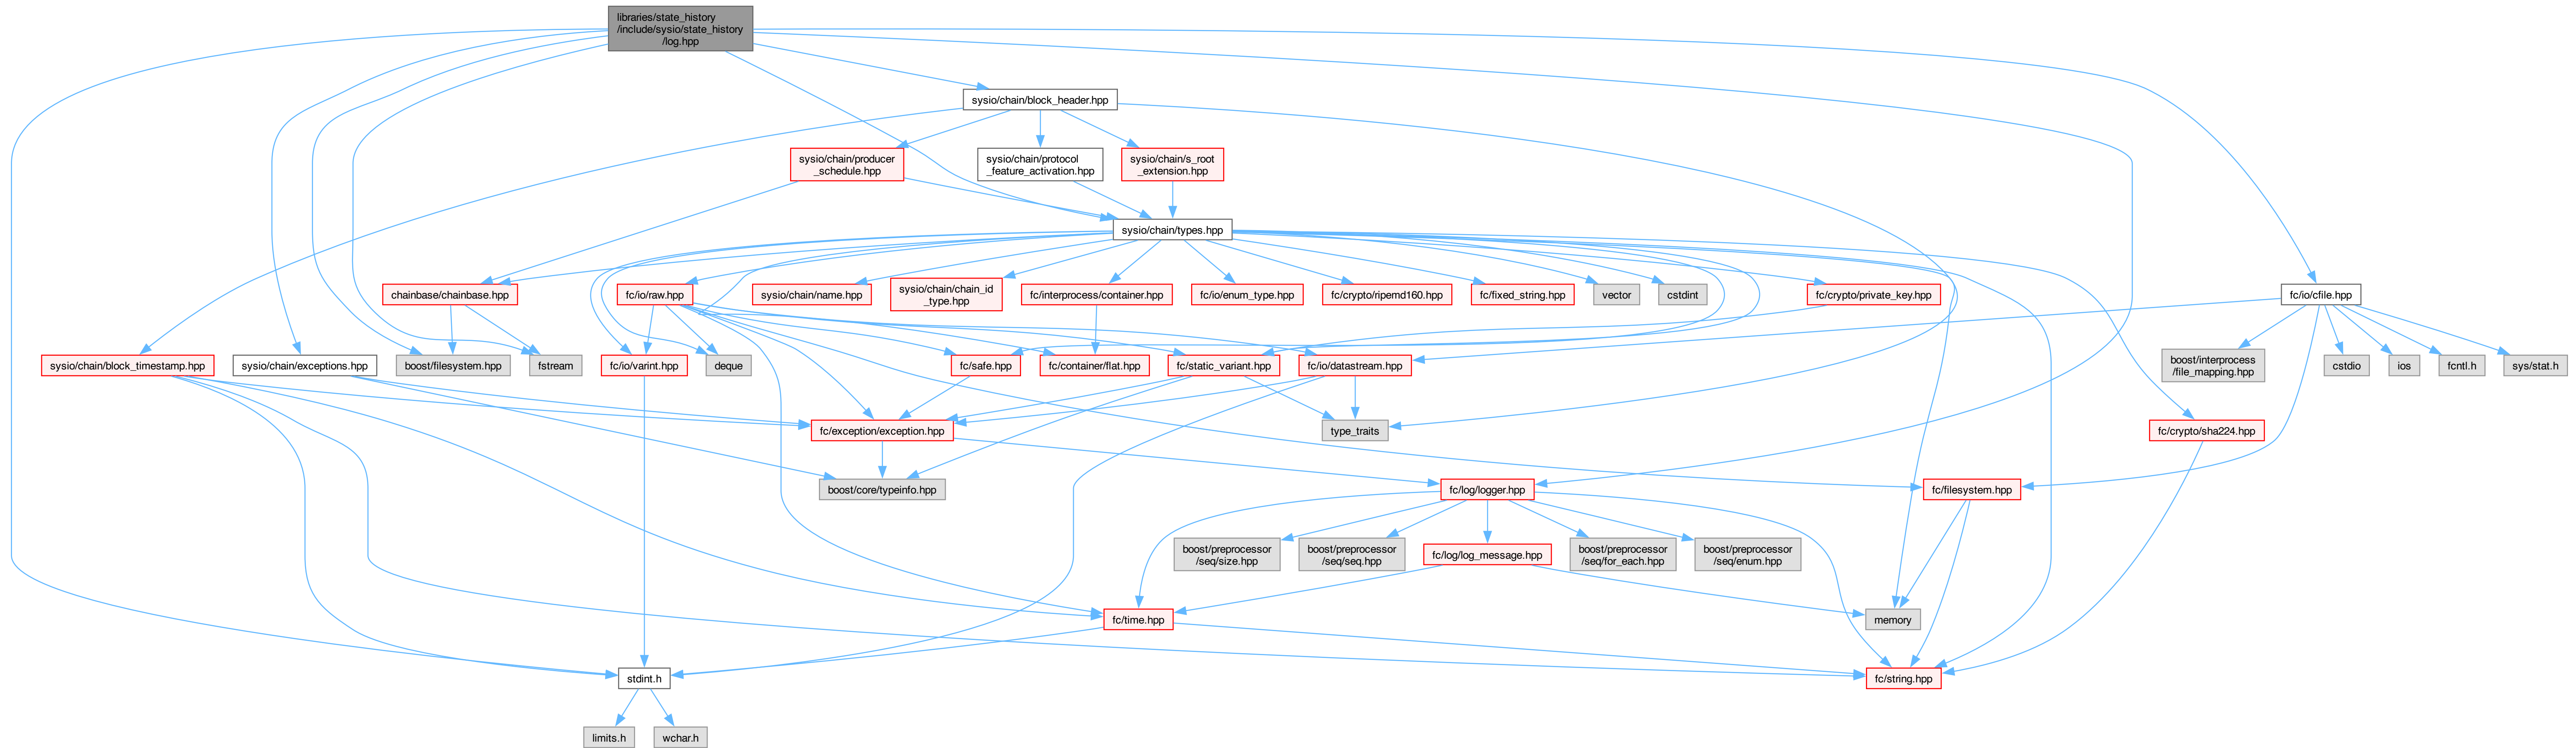 libraries/state_history
/include/sysio/state_history
/log.hpp
sysio/chain/block_header.hpp
sysio/chain/producer
_schedule.hpp
sysio/chain/protocol
_feature_activation.hpp
sysio/chain/s_root
_extension.hpp
sysio/chain/types.hpp
chainbase/chainbase.hpp
fc/io/raw.hpp
sysio/chain/name.hpp
sysio/chain/chain_id
_type.hpp
fc/interprocess/container.hpp
fc/io/enum_type.hpp
fc/crypto/ripemd160.hpp
fc/fixed_string.hpp
vector
cstdint
fc/crypto/private_key.hpp
fc/io/cfile.hpp
sysio/chain/block_timestamp.hpp
sysio/chain/exceptions.hpp
boost/filesystem.hpp
fstream
fc/io/varint.hpp
deque
fc/safe.hpp
fc/container/flat.hpp
fc/static_variant.hpp
fc/io/datastream.hpp
boost/interprocess
/file_mapping.hpp
cstdio
ios
fcntl.h
sys/stat.h
fc/exception/exception.hpp
type_traits
fc/crypto/sha224.hpp
boost/core/typeinfo.hpp
fc/log/logger.hpp
fc/filesystem.hpp
boost/preprocessor
/seq/size.hpp
boost/preprocessor
/seq/seq.hpp
fc/log/log_message.hpp
boost/preprocessor
/seq/for_each.hpp
boost/preprocessor
/seq/enum.hpp
fc/time.hpp
memory
stdint.h
fc/string.hpp
limits.h
wchar.h